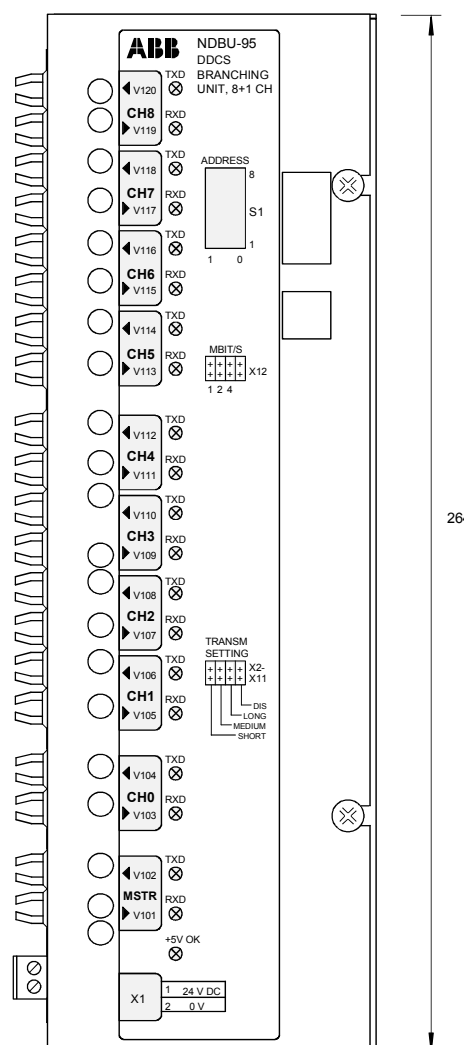 ABB NDBU-95
DDCS
BRANCHING
UNIT, 8+1 CH
TXD
V120
CH8
RXD
V119
TXD
V118
CH7
RXD
V117
ADDRESS
8
S1
1
1 0
TXD
V116
CH6
RXD
V115
TXD
V114
CH5
RXD
V113
MBIT/S
X12
1 2 4
TXD
V112
CH4
RXD
V111
TXD
V110
CH3
RXD
V109
TXD
V108
CH2
RXD
V107
TXD
V106
CH1
RXD
V105
TRANSM
SETTING
X2-
X11
DIS
LONG
MEDIUM
SHORT
TXD
V104
CH0
RXD
V103
TXD
V102
MSTR
RXD
V101
+5V OK
X1
1 24 V DC
2 0 V